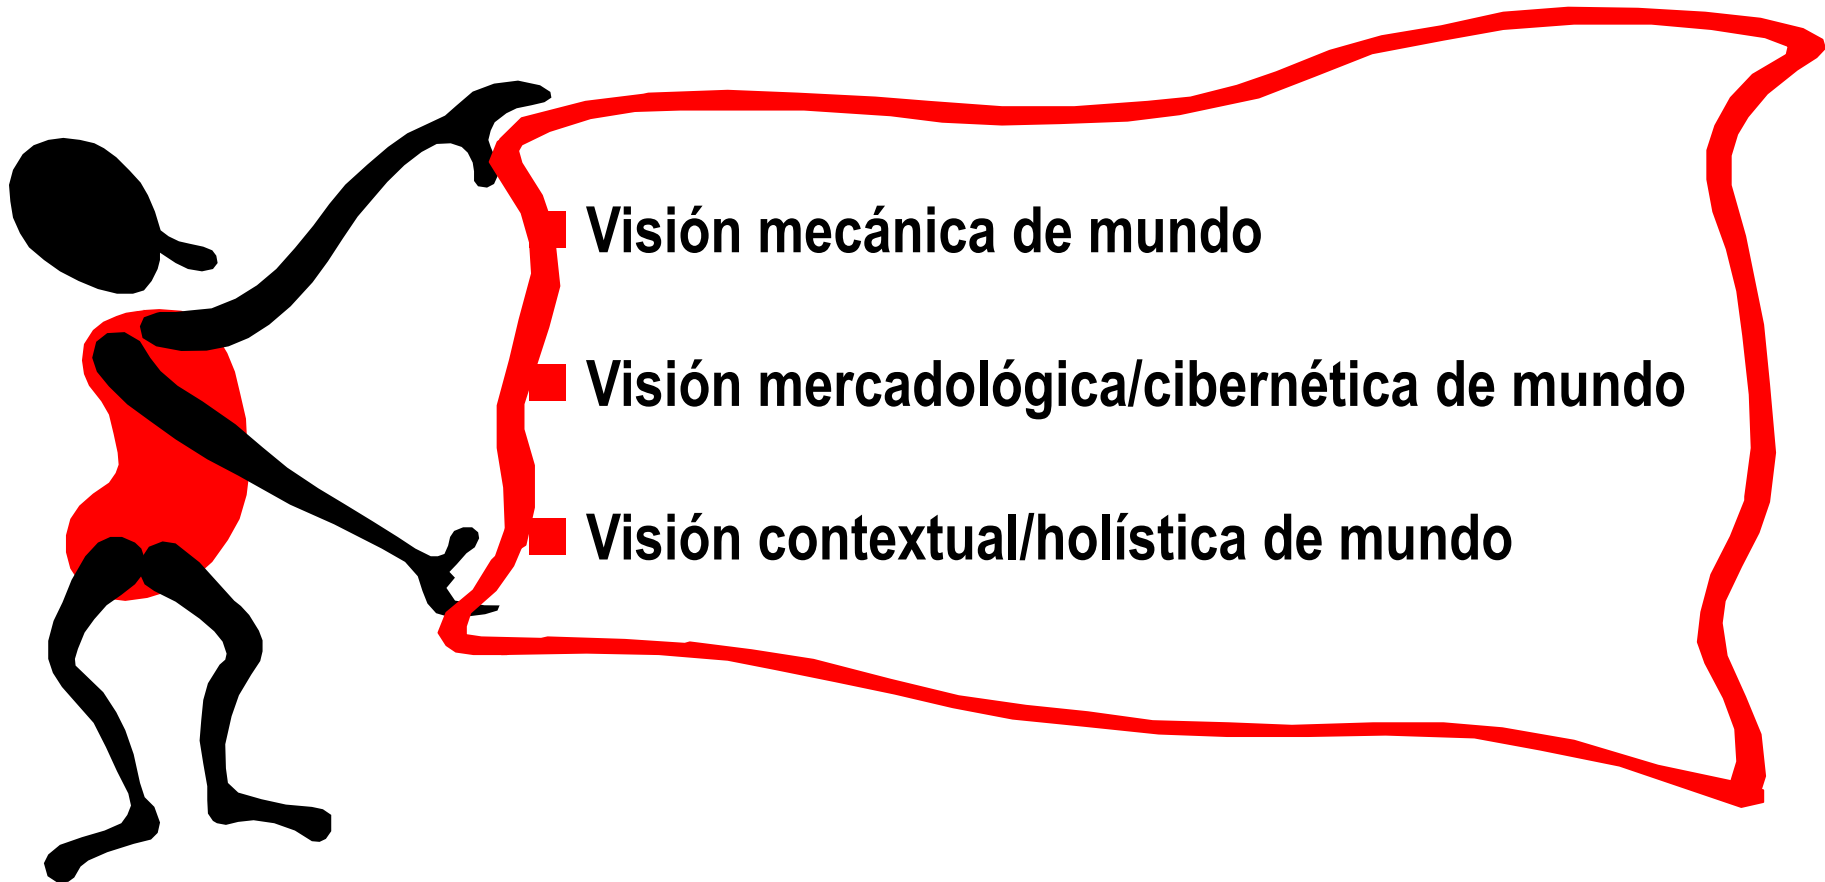 Visión mecánica de mundo
Visión mercadológica/cibernética de mundo
Visión contextual/holística de mundo